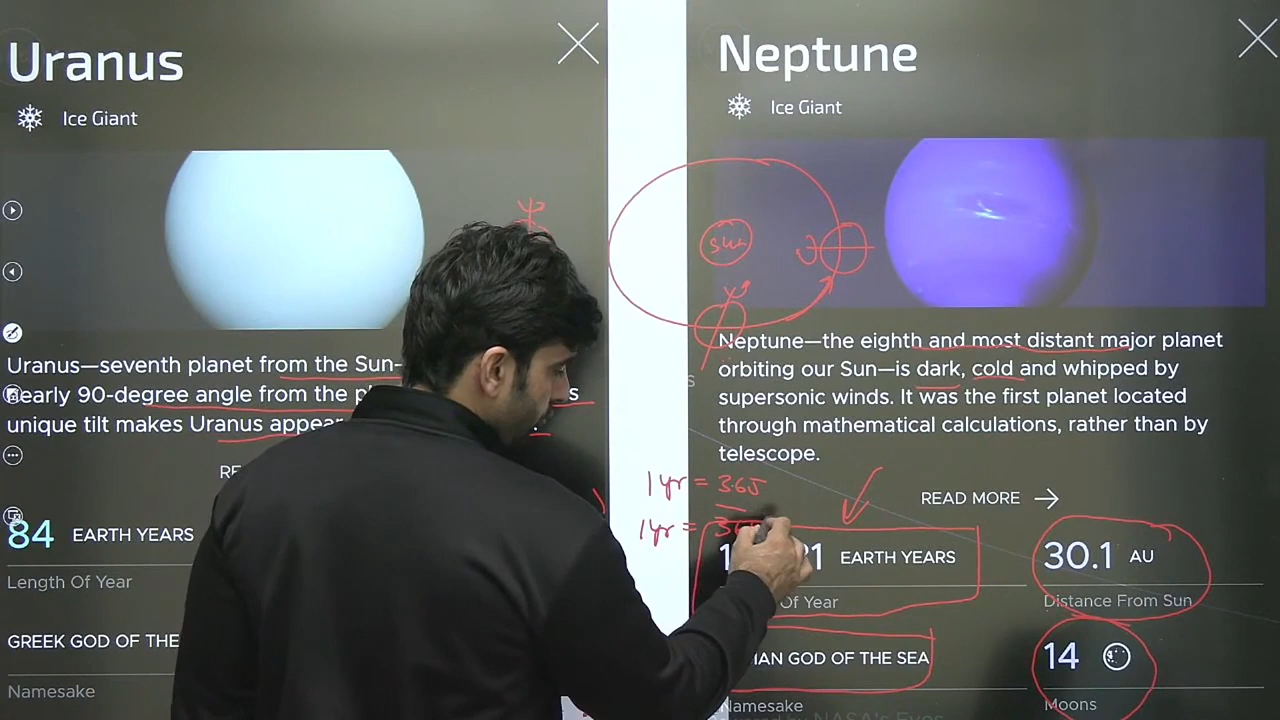 Uranus
Ice Giant
Uranus—seventh planet from the Sun-
nearly 90-degree angle from the
unique tilt makes Uranus appear
84 EARTH YEARS
Length Of Year
GREEK GOD OF THE
Namesake
Neptune
Ice Giant
Sun
Neptune—the eighth and most distant major planet
orbiting our Sun—is dark, cold and whipped by
supersonic winds. It was the first planet located
through mathematical calculations, rather than by
telescope.
1yr = 365
1yr =
READ MORE
EARTH YEARS
Of Year
30.1 AU
Distance From Sun
GOD OF THE SEA
Namesake
14
Moons